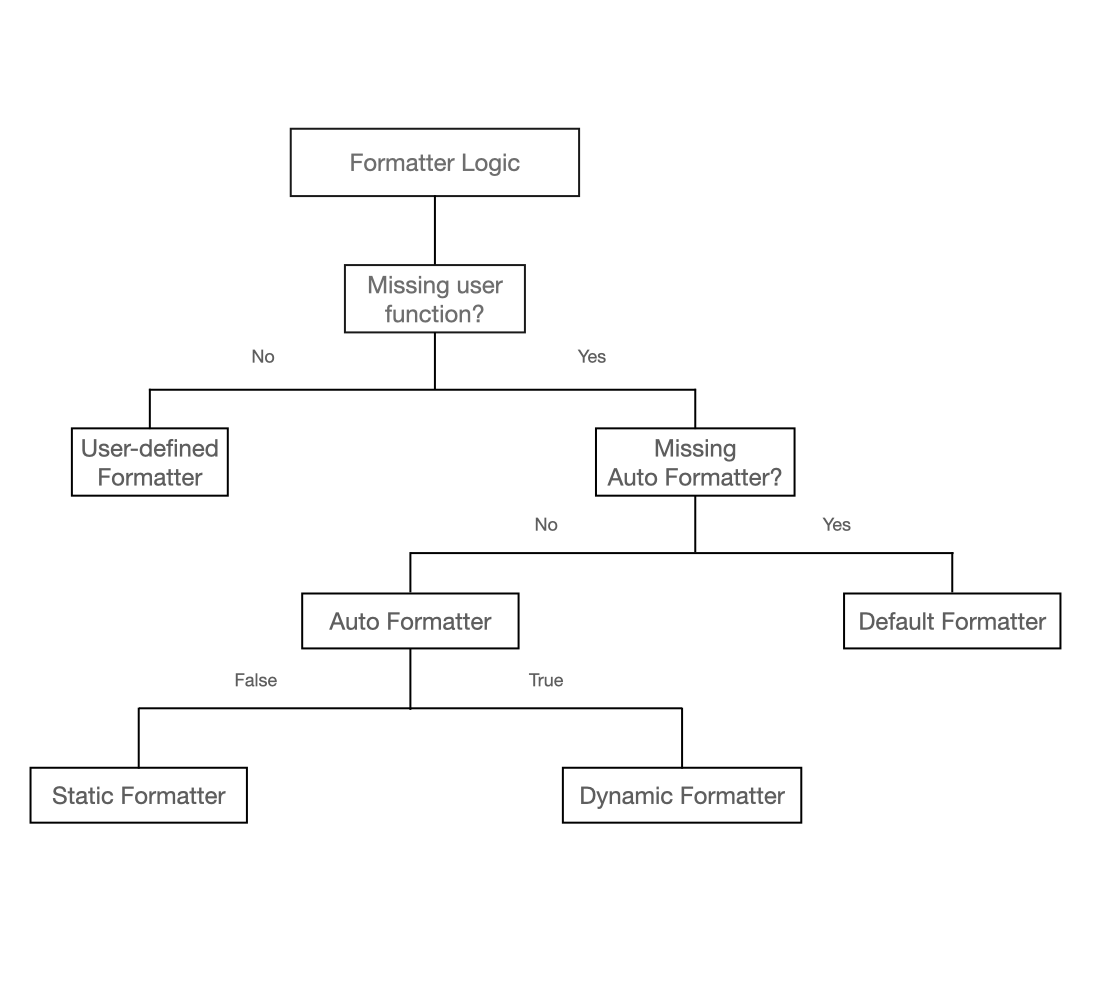 Formatter Logic
Missing user
function?
No
Yes
User-defined
Formatter
Missing
Auto Formatter?
No
Yes
Auto Formatter
Default Formatter
False
True
Static Formatter
Dynamic Formatter